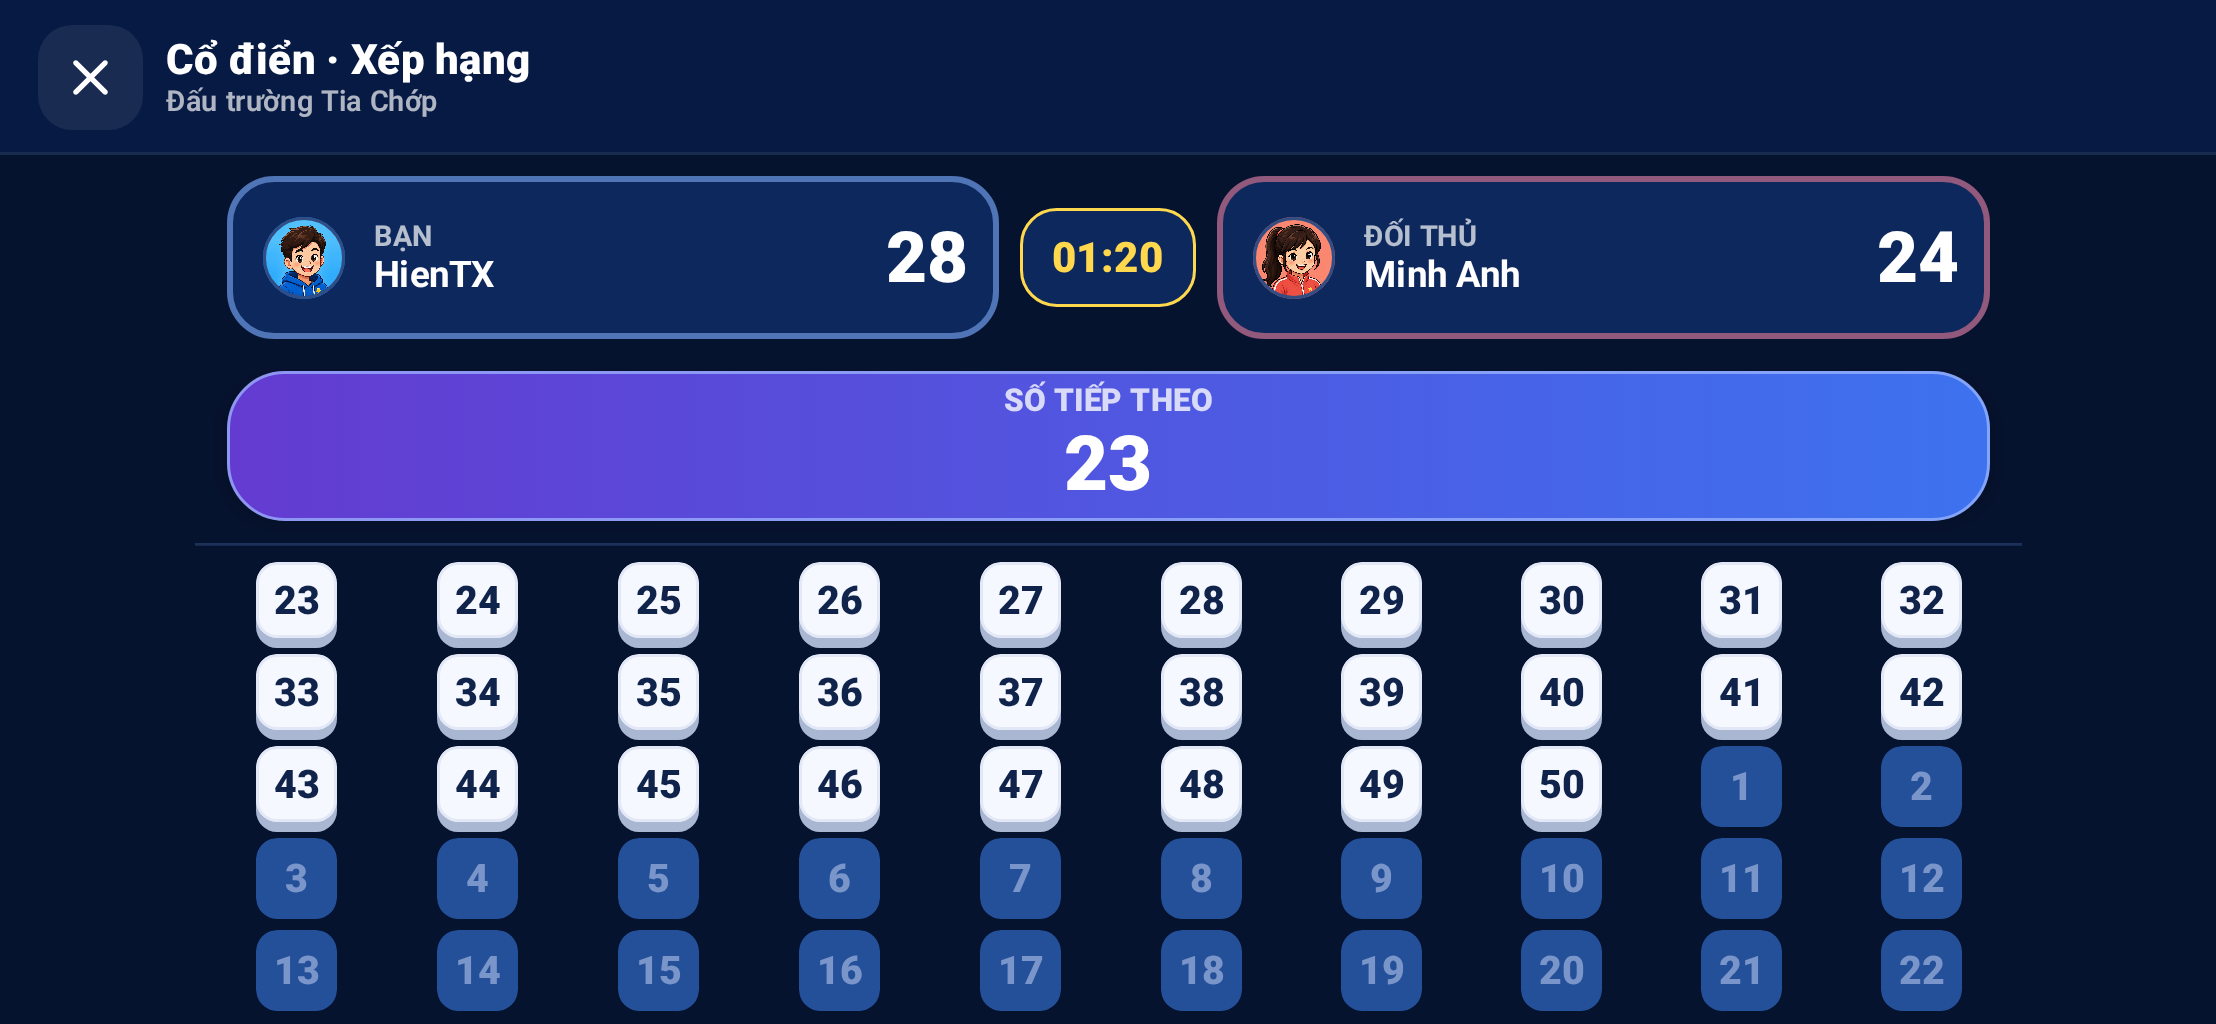 Cổ điển · Xếp hạng
Đấu trường Tia Chớp
BẠN
HienTX
28
01:20
ĐỐI THỦ
Minh Anh
24
SỐ TIẾP THEO
23
23 24 25 26 27 28 29 30 31 32
33 34 35 36 37 38 39 40 41 42
43 44 45 46 47 48 49 50 1 2
3 4 5 6 7 8 9 10 11 12
13 14 15 16 17 18 19 20 21 22